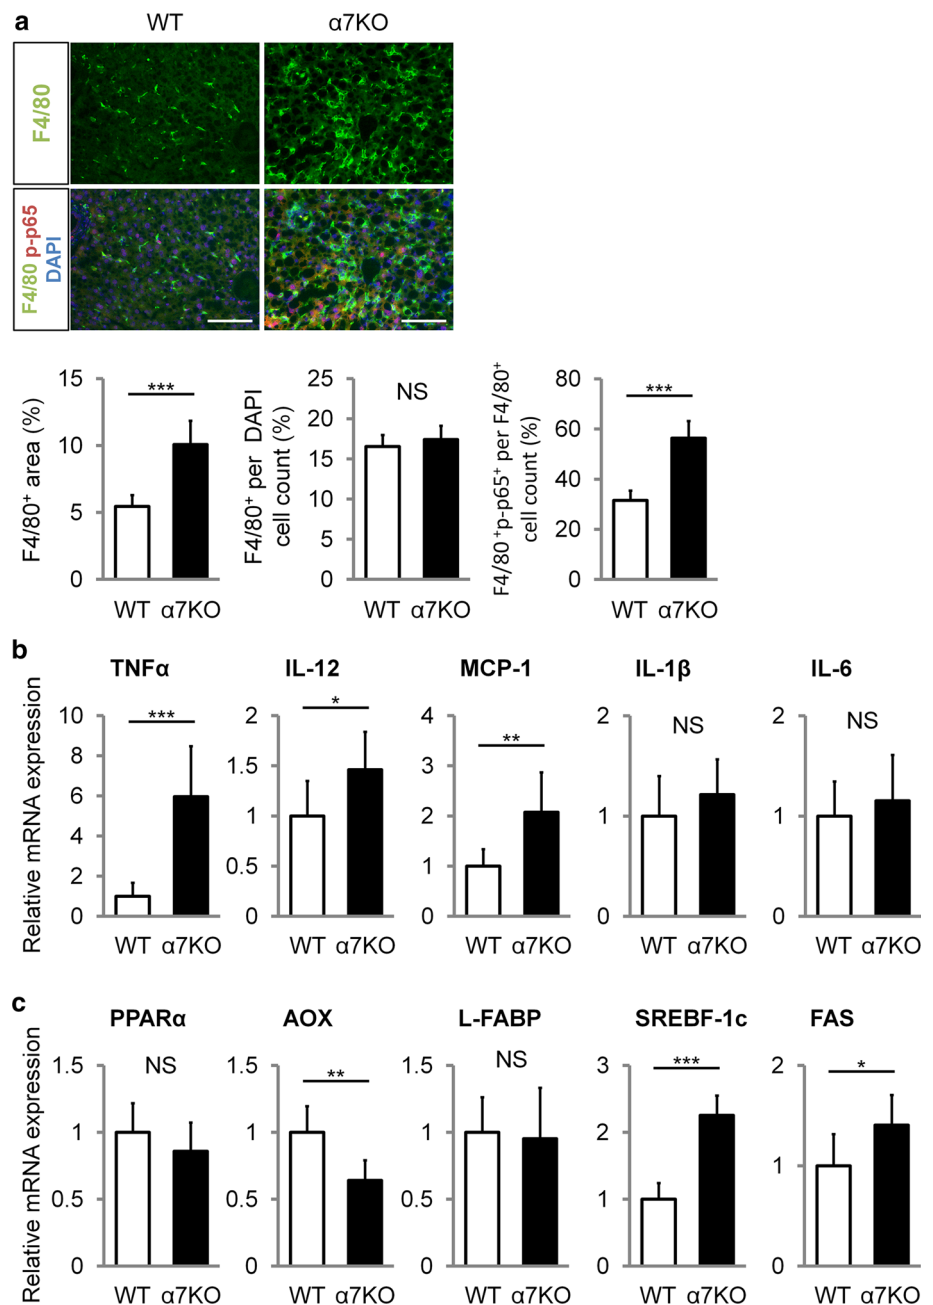 a
WT α7KO
F4/80
F4/80 p-p65
DAPI
F4/80⁺ area (%)
15
10
5
0
***
WT α7KO
F4/80⁺ per DAPI
cell count (%)
25
20
15
10
5
0
NS
WT α7KO
F4/80⁺p-p65⁺ per F4/80⁺
cell count (%)
80
60
40
20
0
***
WT α7KO
b
Relative mRNA expression
TNFα
10
8
6
4
2
0
***
WT α7KO
IL-12
2
1.5
1
0.5
0
*
WT α7KO
MCP-1
4
3
2
1
0
**
WT α7KO
IL-1β
2
1
0
NS
WT α7KO
IL-6
2
1
0
NS
WT α7KO
c
Relative mRNA expression
PPARα
1.5
1
0.5
0
NS
WT α7KO
AOX
1.5
1
0.5
0
**
WT α7KO
L-FABP
1.5
1
0.5
0
NS
WT α7KO
SREBF-1c
3
2
1
0
***
WT α7KO
FAS
2
1
0
*
WT α7KO